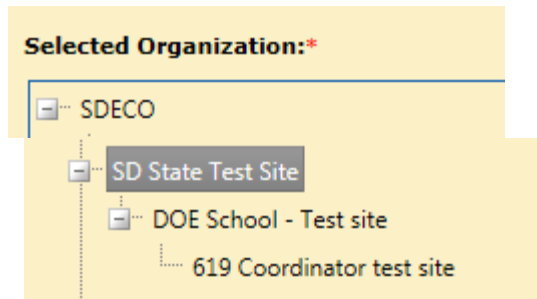 Selected Organization:*
SDECO
SD State Test Site
DOE School - Test site
619 Coordinator test site